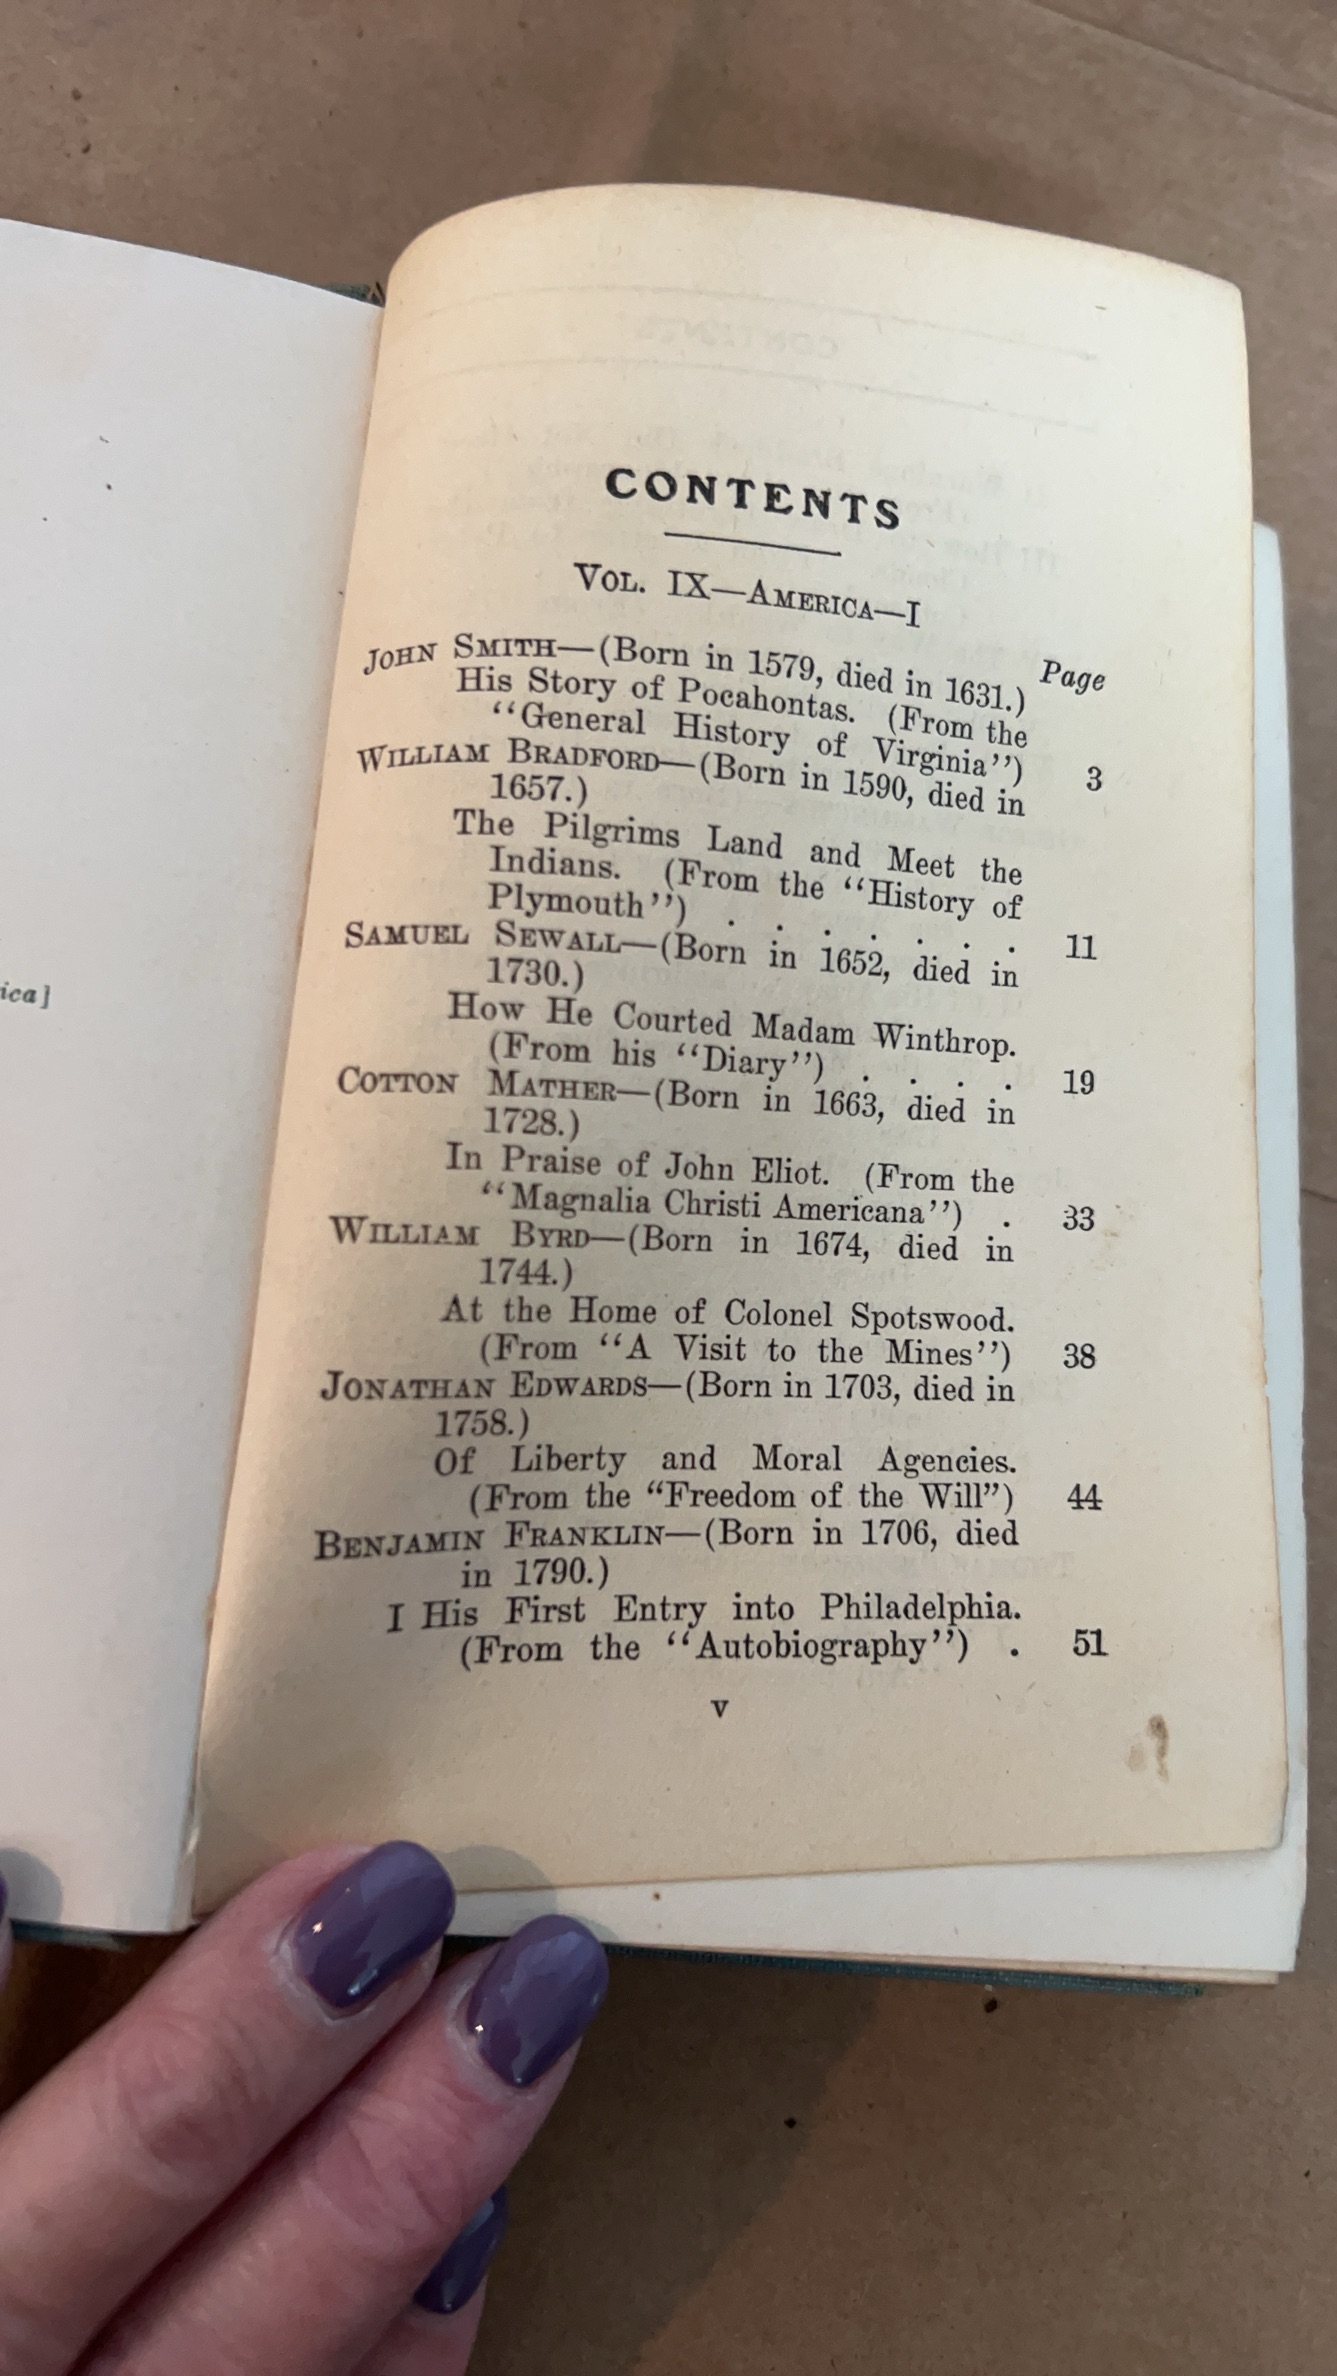 ica]
CONTENTS
VOL. IX—AMERICA—I
Page
JOHN SMITH—(Born in 1579, died in 1631.)
His Story of Pocahontas. (From the
“General History of Virginia”) 3
WILLIAM BRADFORD—(Born in 1590, died in
1657.)
The Pilgrims Land and Meet the
Indians. (From the “History of
Plymouth”) . . . . . . . 11
SAMUEL SEWALL—(Born in 1652, died in
1730.)
How He Courted Madam Winthrop.
(From his “Diary”) . . . . 19
COTTON MATHER—(Born in 1663, died in
1728.)
In Praise of John Eliot. (From the
“Magnalia Christi Americana”) . 33
WILLIAM BYRD—(Born in 1674, died in
1744.)
At the Home of Colonel Spotswood.
(From “A Visit to the Mines”) 38
JONATHAN EDWARDS—(Born in 1703, died in
1758.)
Of Liberty and Moral Agencies.
(From the “Freedom of the Will”) 44
BENJAMIN FRANKLIN—(Born in 1706, died
in 1790.)
I His First Entry into Philadelphia.
(From the “Autobiography”) . 51
v